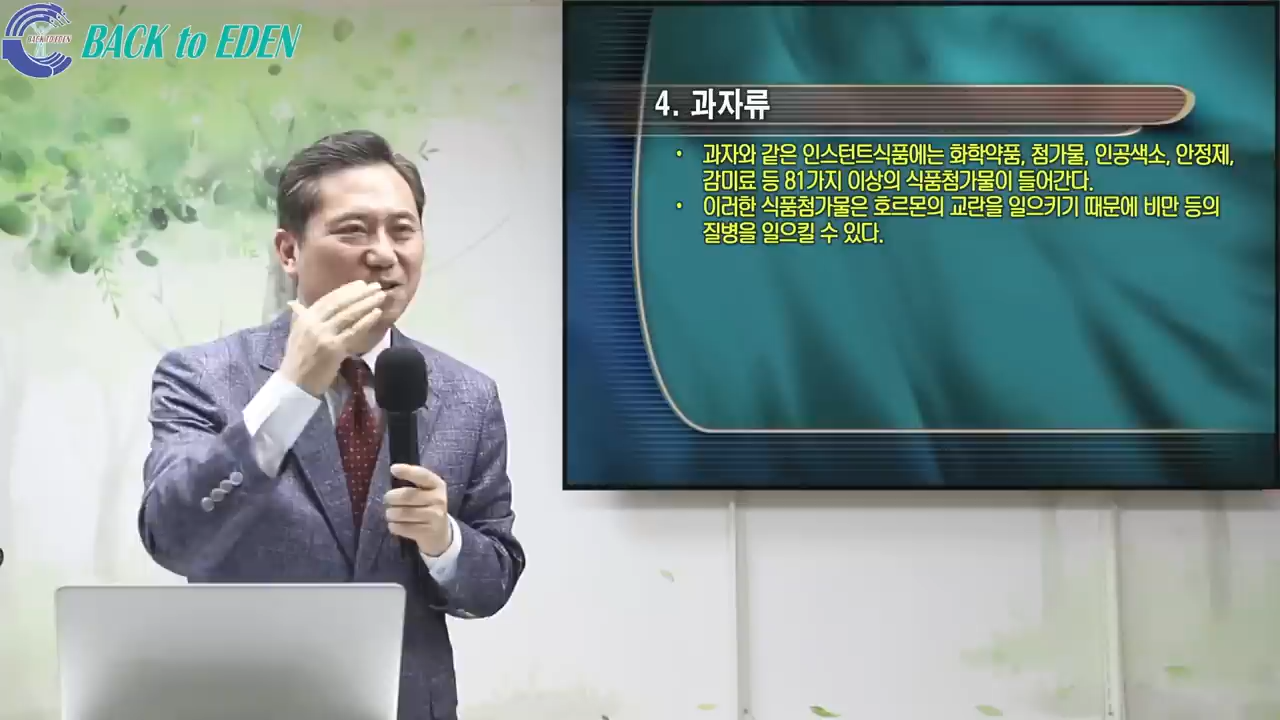 BACK to EDEN
BACK TO EDEN
4. 과자류
• 과자와 같은 인스턴트식품에는 화학약품, 첨가물, 인공색소, 안정제,
감미료 등 81가지 이상의 식품첨가물이 들어간다.
• 이러한 식품첨가물은 호르몬의 교란을 일으키기 때문에 비만 등의
질병을 일으킬 수 있다.